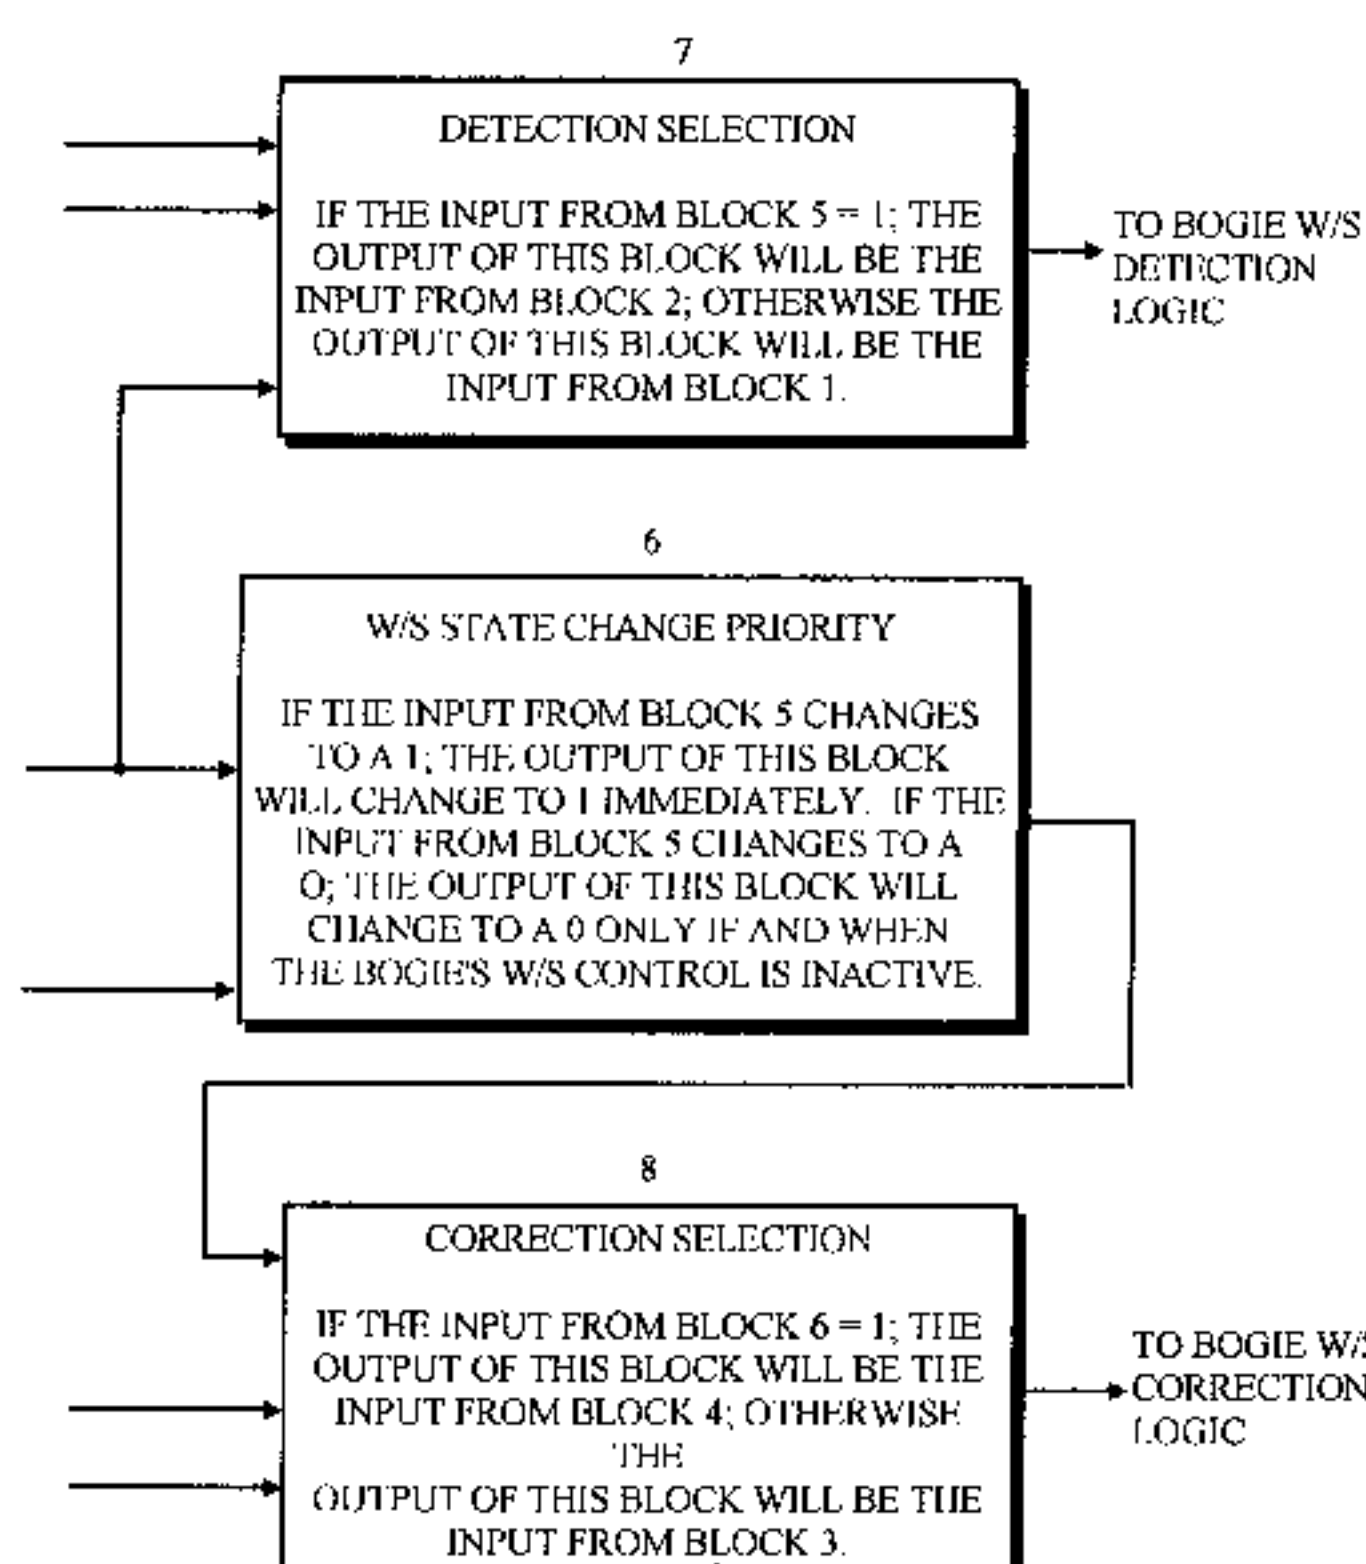 7
DETECTION SELECTION
IF THE INPUT FROM BLOCK 5 = 1; THE
OUTPUT OF THIS BLOCK WILL BE THE
INPUT FROM BLOCK 2; OTHERWISE THE
OUTPUT OF THIS BLOCK WILL BE THE
INPUT FROM BLOCK 1.
TO BOGIE W/S
DETECTION
LOGIC
6
W/S STATE CHANGE PRIORITY
IF THE INPUT FROM BLOCK 5 CHANGES
TO A 1; THE OUTPUT OF THIS BLOCK
WILL CHANGE TO 1 IMMEDIATELY. IF THE
INPUT FROM BLOCK 5 CHANGES TO A
O; THE OUTPUT OF THIS BLOCK WILL
CHANGE TO A 0 ONLY IF AND WHEN
THE BOGIE'S W/S CONTROL IS INACTIVE.
8
CORRECTION SELECTION
IF THE INPUT FROM BLOCK 6 = 1; THE
OUTPUT OF THIS BLOCK WILL BE THE
INPUT FROM BLOCK 4; OTHERWISE
THE
OUTPUT OF THIS BLOCK WILL BE THE
INPUT FROM BLOCK 3.
TO BOGIE W/S
CORRECTION
LOGIC